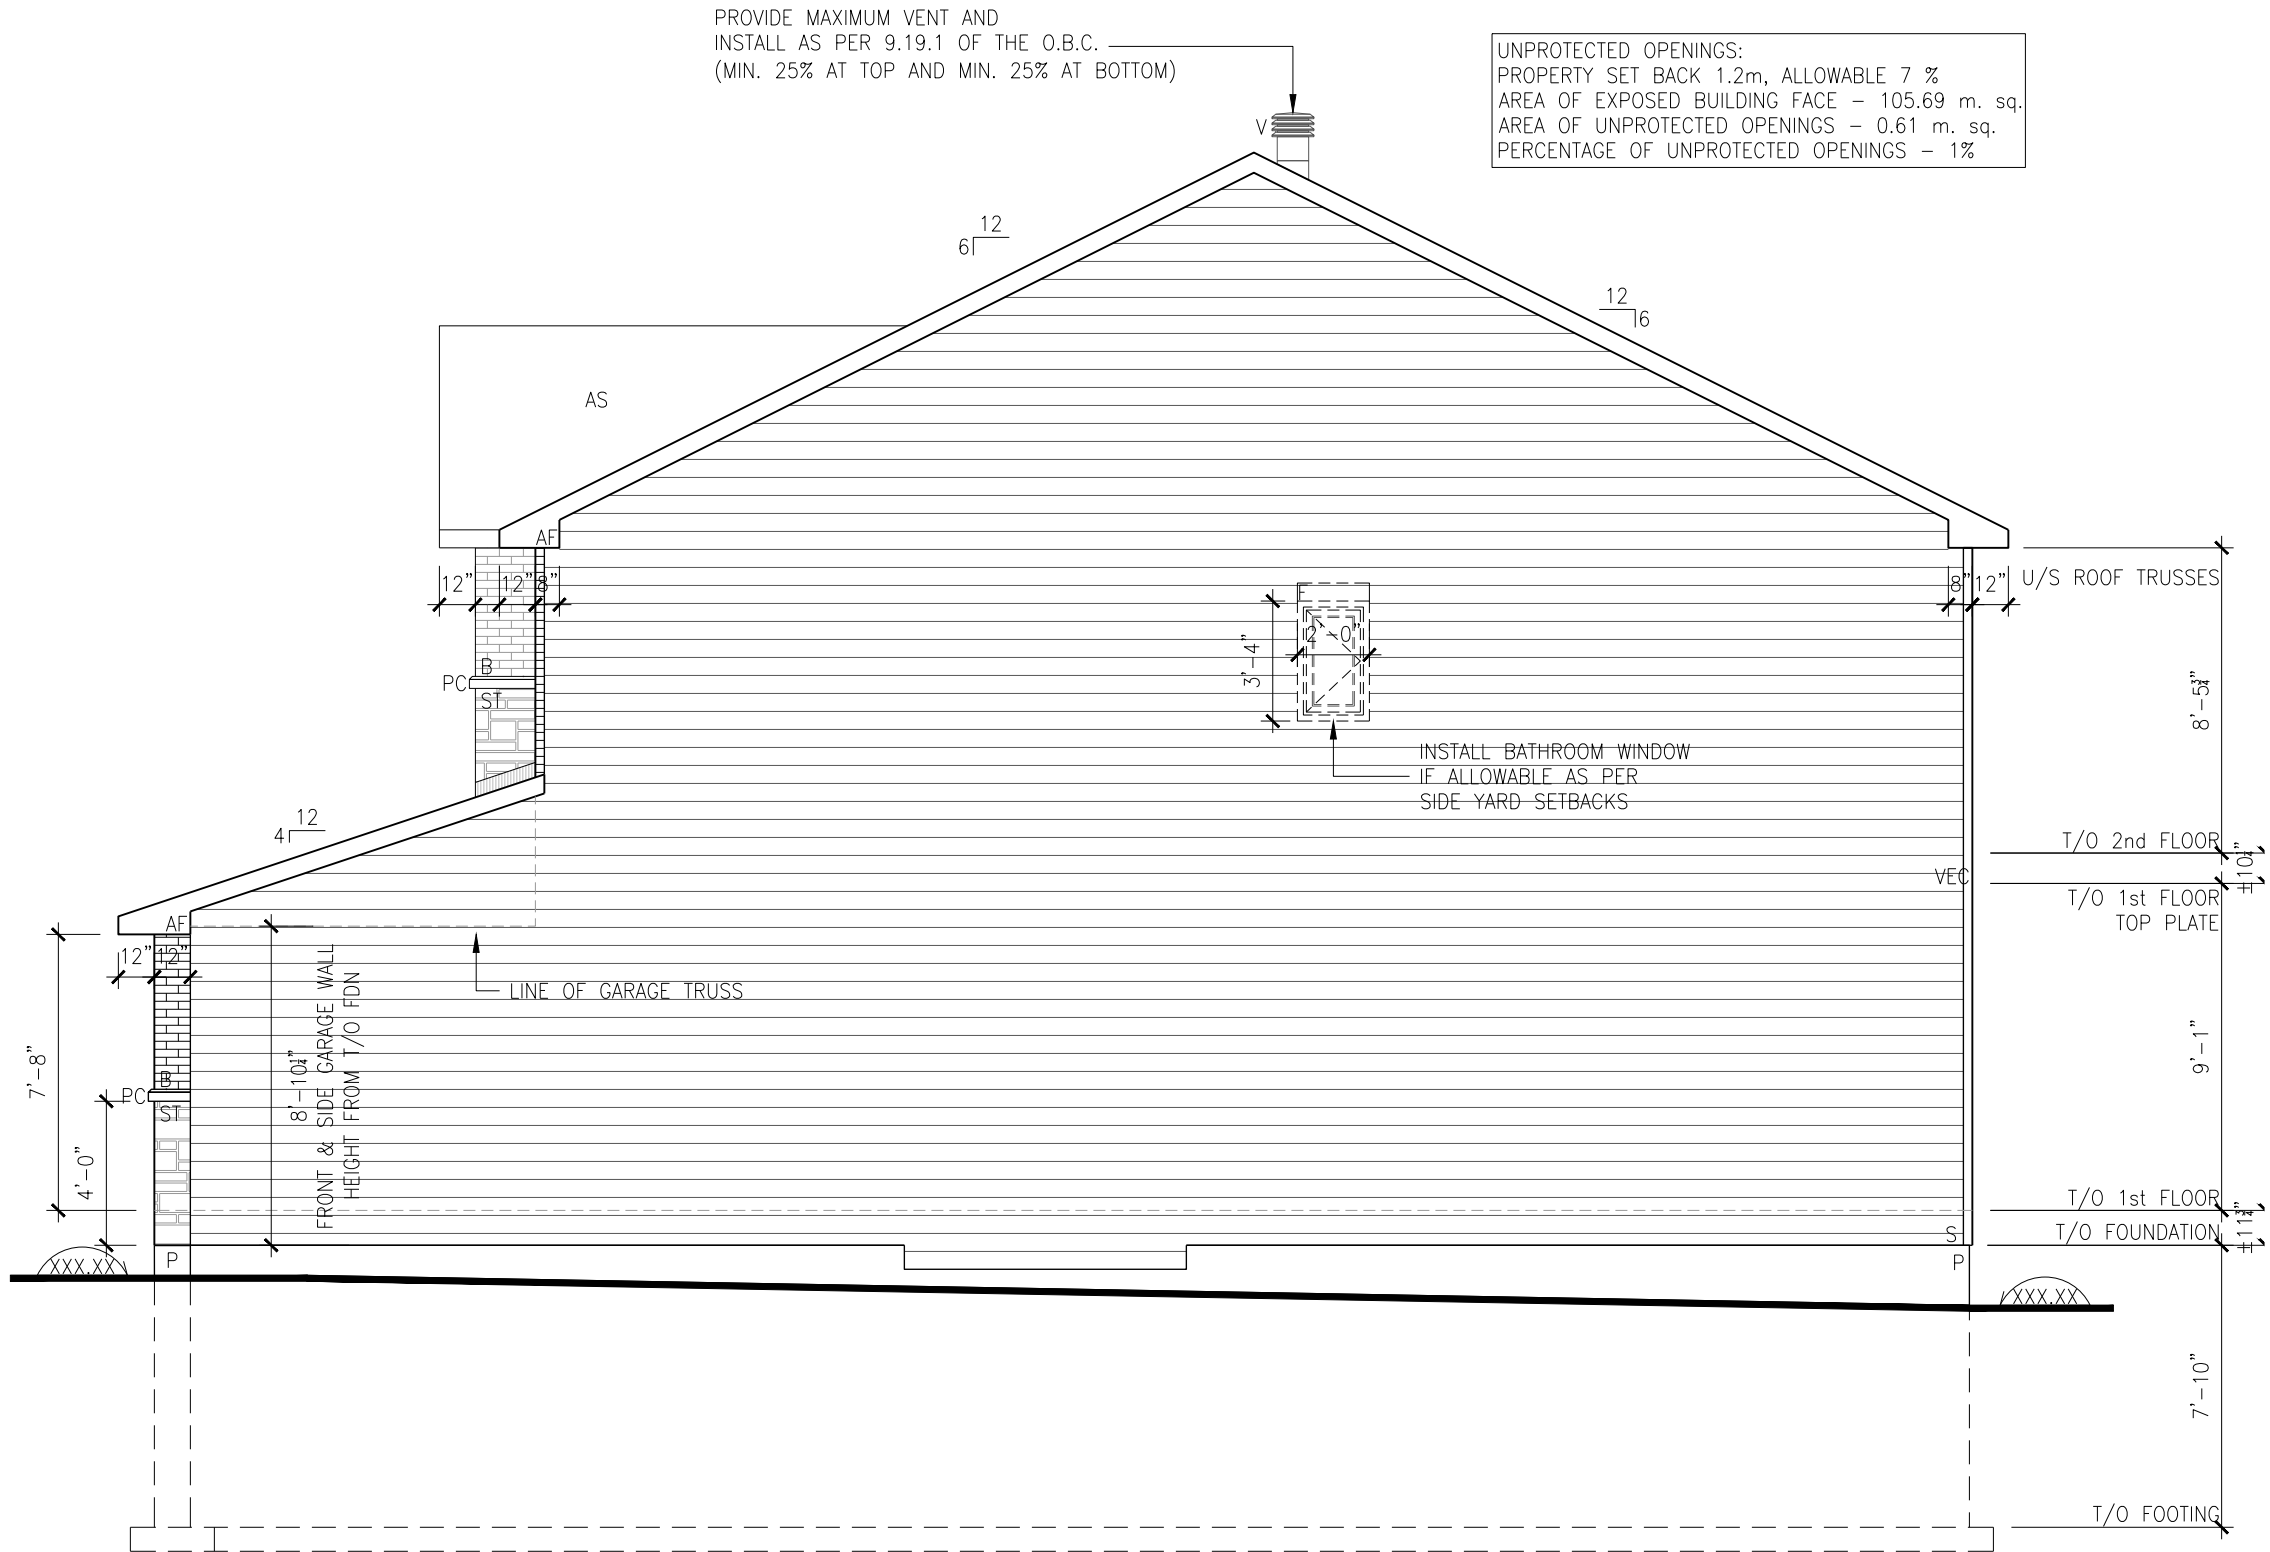 PROVIDE MAXIMUM VENT AND
INSTALL AS PER 9.19.1 OF THE O.B.C.
(MIN. 25% AT TOP AND MIN. 25% AT BOTTOM)
UNPROTECTED OPENINGS:
PROPERTY SET BACK 1.2m, ALLOWABLE 7 %
AREA OF EXPOSED BUILDING FACE – 105.69 m. sq.
AREA OF UNPROTECTED OPENINGS – 0.61 m. sq.
PERCENTAGE OF UNPROTECTED OPENINGS – 1%
V
12
6
12
6
AS
AF
12" 12" 8"
8" 12"
U/S ROOF TRUSSES
F
2'-0"
3'-4"
B
PC
ST
8'-5¾"
INSTALL BATHROOM WINDOW
IF ALLOWABLE AS PER
SIDE YARD SETBACKS
12
4
T/O 2nd FLOOR
±10¼"
VEC
T/O 1st FLOOR
TOP PLATE
AF
12" 12"
LINE OF GARAGE TRUSS
8'-10¼"
FRONT & SIDE GARAGE WALL
HEIGHT FROM T/O FDN
7'-8"
9'-1"
B
PC
ST
4'-0"
T/O 1st FLOOR
±11¾"
T/O FOUNDATION
S
P
P
XXX.XX
XXX.XX
7'-10"
T/O FOOTING